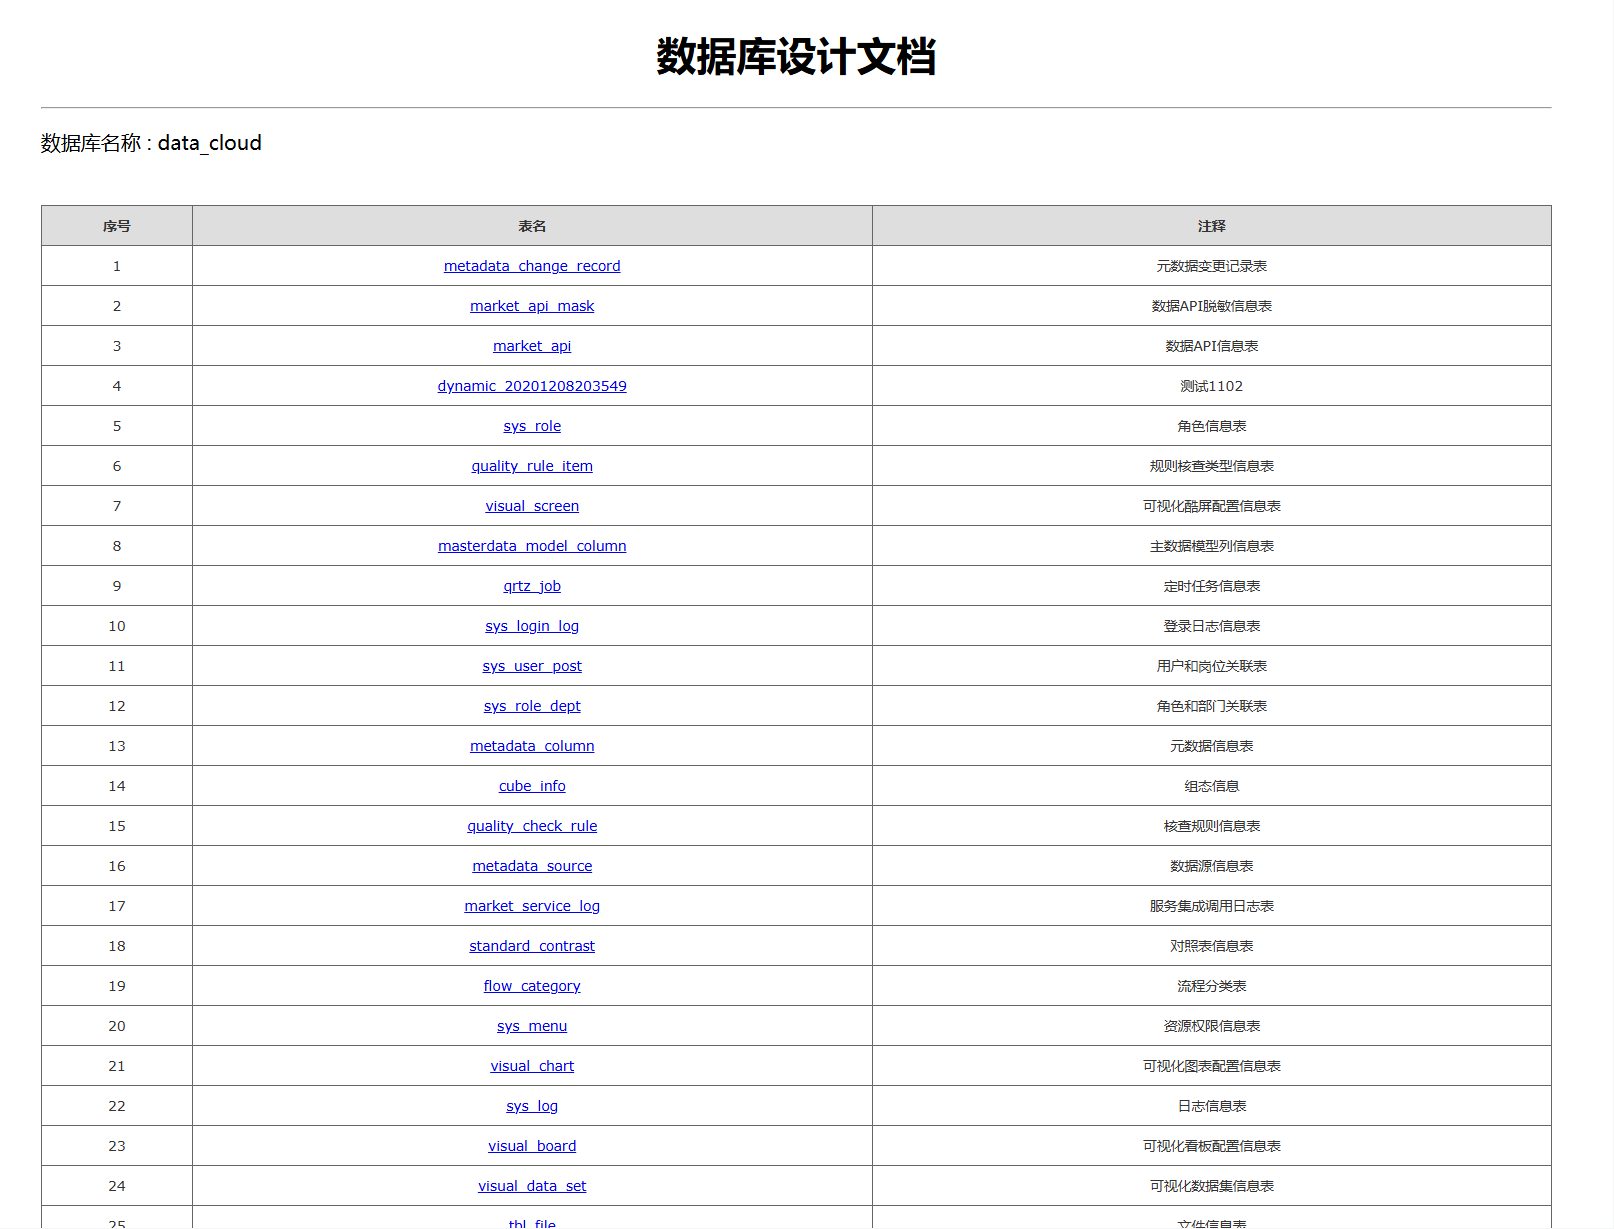 数据库设计文档
数据库名称 : data_cloud
序号 表名 注释
1 metadata_change_record 元数据变更记录表
2 market_api_mask 数据API脱敏信息表
3 market_api 数据API信息表
4 dynamic_20201208203549 测试1102
5 sys_role 角色信息表
6 quality_rule_item 规则核查类型信息表
7 visual_screen 可视化酷屏配置信息表
8 masterdata_model_column 主数据模型列信息表
9 qrtz_job 定时任务信息表
10 sys_login_log 登录日志信息表
11 sys_user_post 用户和岗位关联表
12 sys_role_dept 角色和部门关联表
13 metadata_column 元数据信息表
14 cube_info 组态信息
15 quality_check_rule 核查规则信息表
16 metadata_source 数据源信息表
17 market_service_log 服务集成调用日志表
18 standard_contrast 对照表信息表
19 flow_category 流程分类表
20 sys_menu 资源权限信息表
21 visual_chart 可视化图表配置信息表
22 sys_log 日志信息表
23 visual_board 可视化看板配置信息表
24 visual_data_set 可视化数据集信息表
25 tbl_file 文件信息表